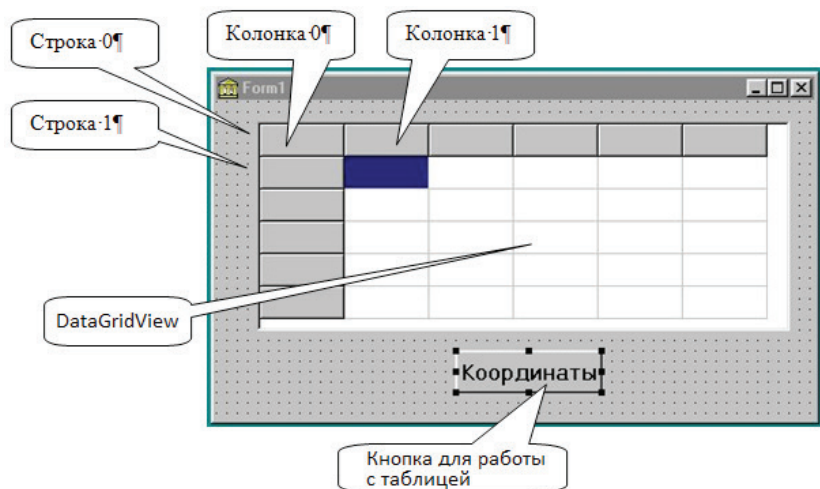 Строка·0¶
Колонка·0¶
Колонка·1¶
Form1
Строка·1¶
DataGridView
Координаты
Кнопка для работы
с таблицей